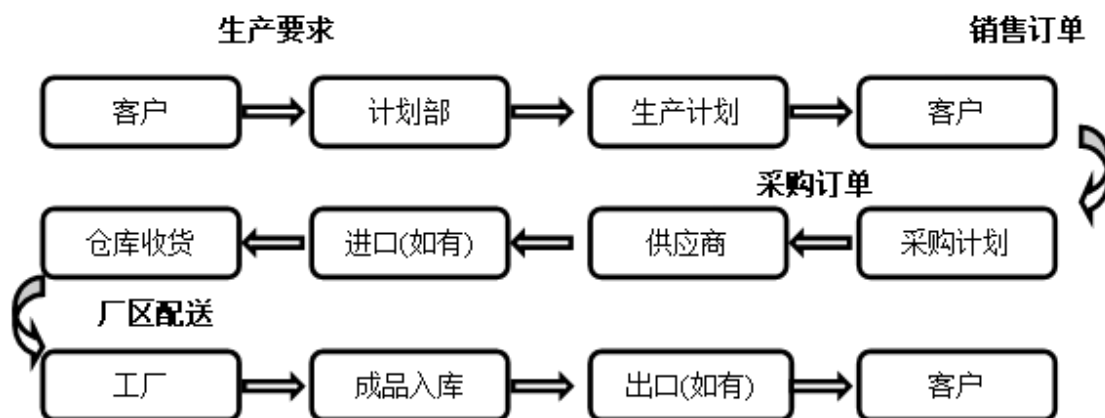 生产要求 销售订单
客户 计划部 生产计划 客户
采购订单
仓库收货 进口(如有) 供应商 采购计划
厂区配送
工厂 成品入库 出口(如有) 客户